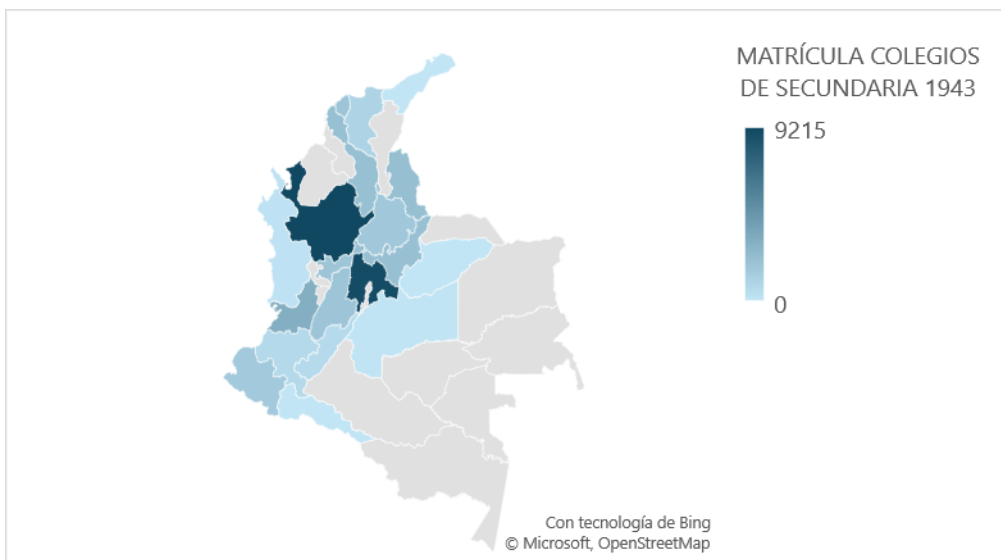 MATRÍCULA COLEGIOS
DE SECUNDARIA 1943
9215
0
Con tecnología de Bing
© Microsoft, OpenStreetMap